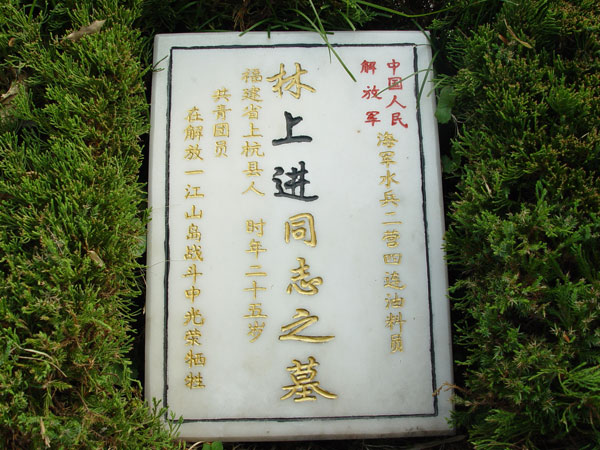 中国人民
解放军
海军水兵二营四连油料员
林上进同志之墓
福建省上杭县人 时年二十五岁
共青团员
在解放一江山岛战斗中光荣牺牲